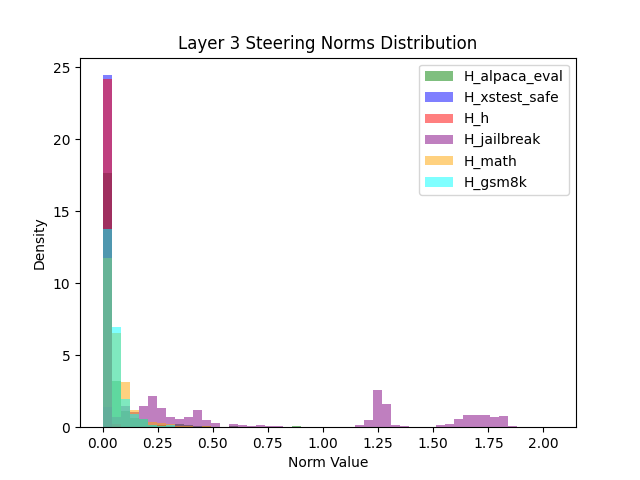 Layer 3 Steering Norms Distribution
25
20
15
10
5
0
Density
H_alpaca_eval
H_xstest_safe
H_h
H_jailbreak
H_math
H_gsm8k
0.00 0.25 0.50 0.75 1.00 1.25 1.50 1.75 2.00
Norm Value